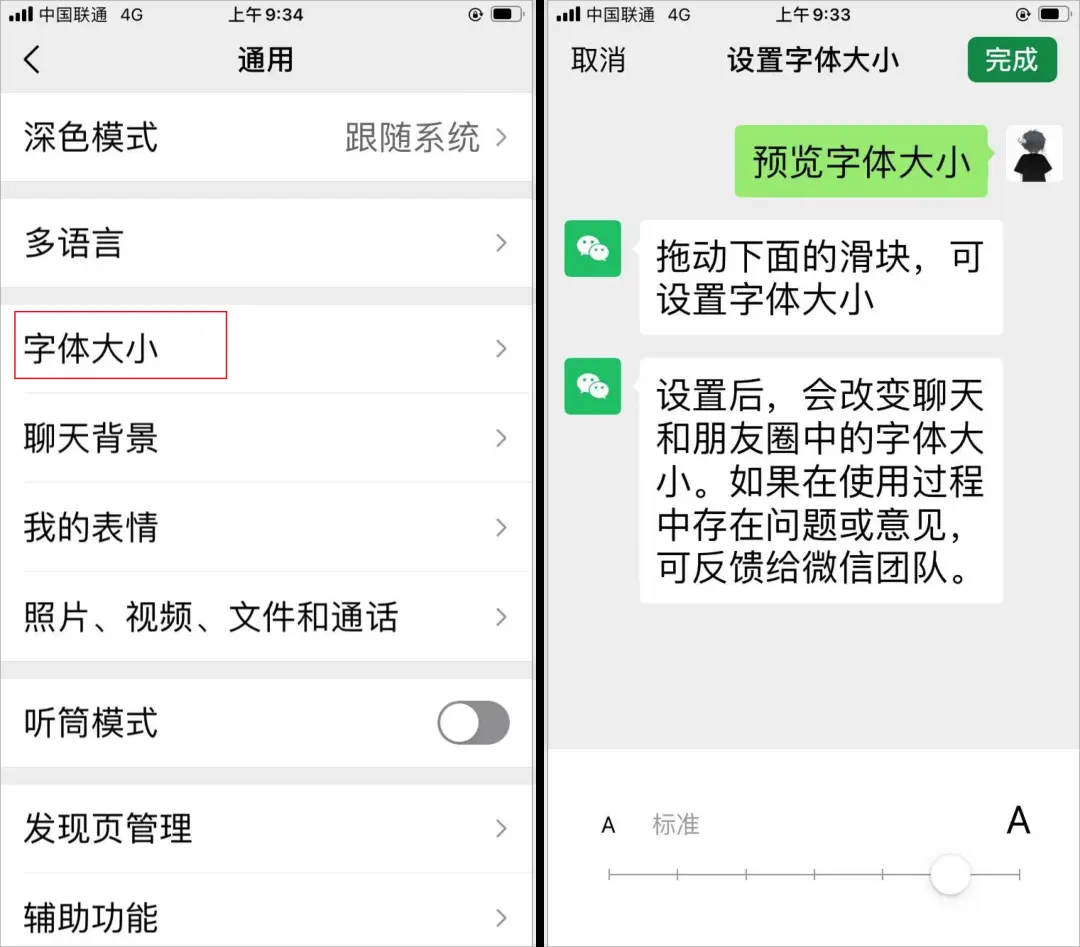 中国联通 4G 上午9:34
通用
深色模式 跟随系统
多语言
字体大小
聊天背景
我的表情
照片、视频、文件和通话
听筒模式
发现页管理
辅助功能
中国联通 4G 上午9:33
取消 设置字体大小 完成
预览字体大小
拖动下面的滑块，可
设置字体大小
设置后，会改变聊天
和朋友圈中的字体大
小。如果在使用过程
中存在问题或意见，
可反馈给微信团队。
A 标准 A